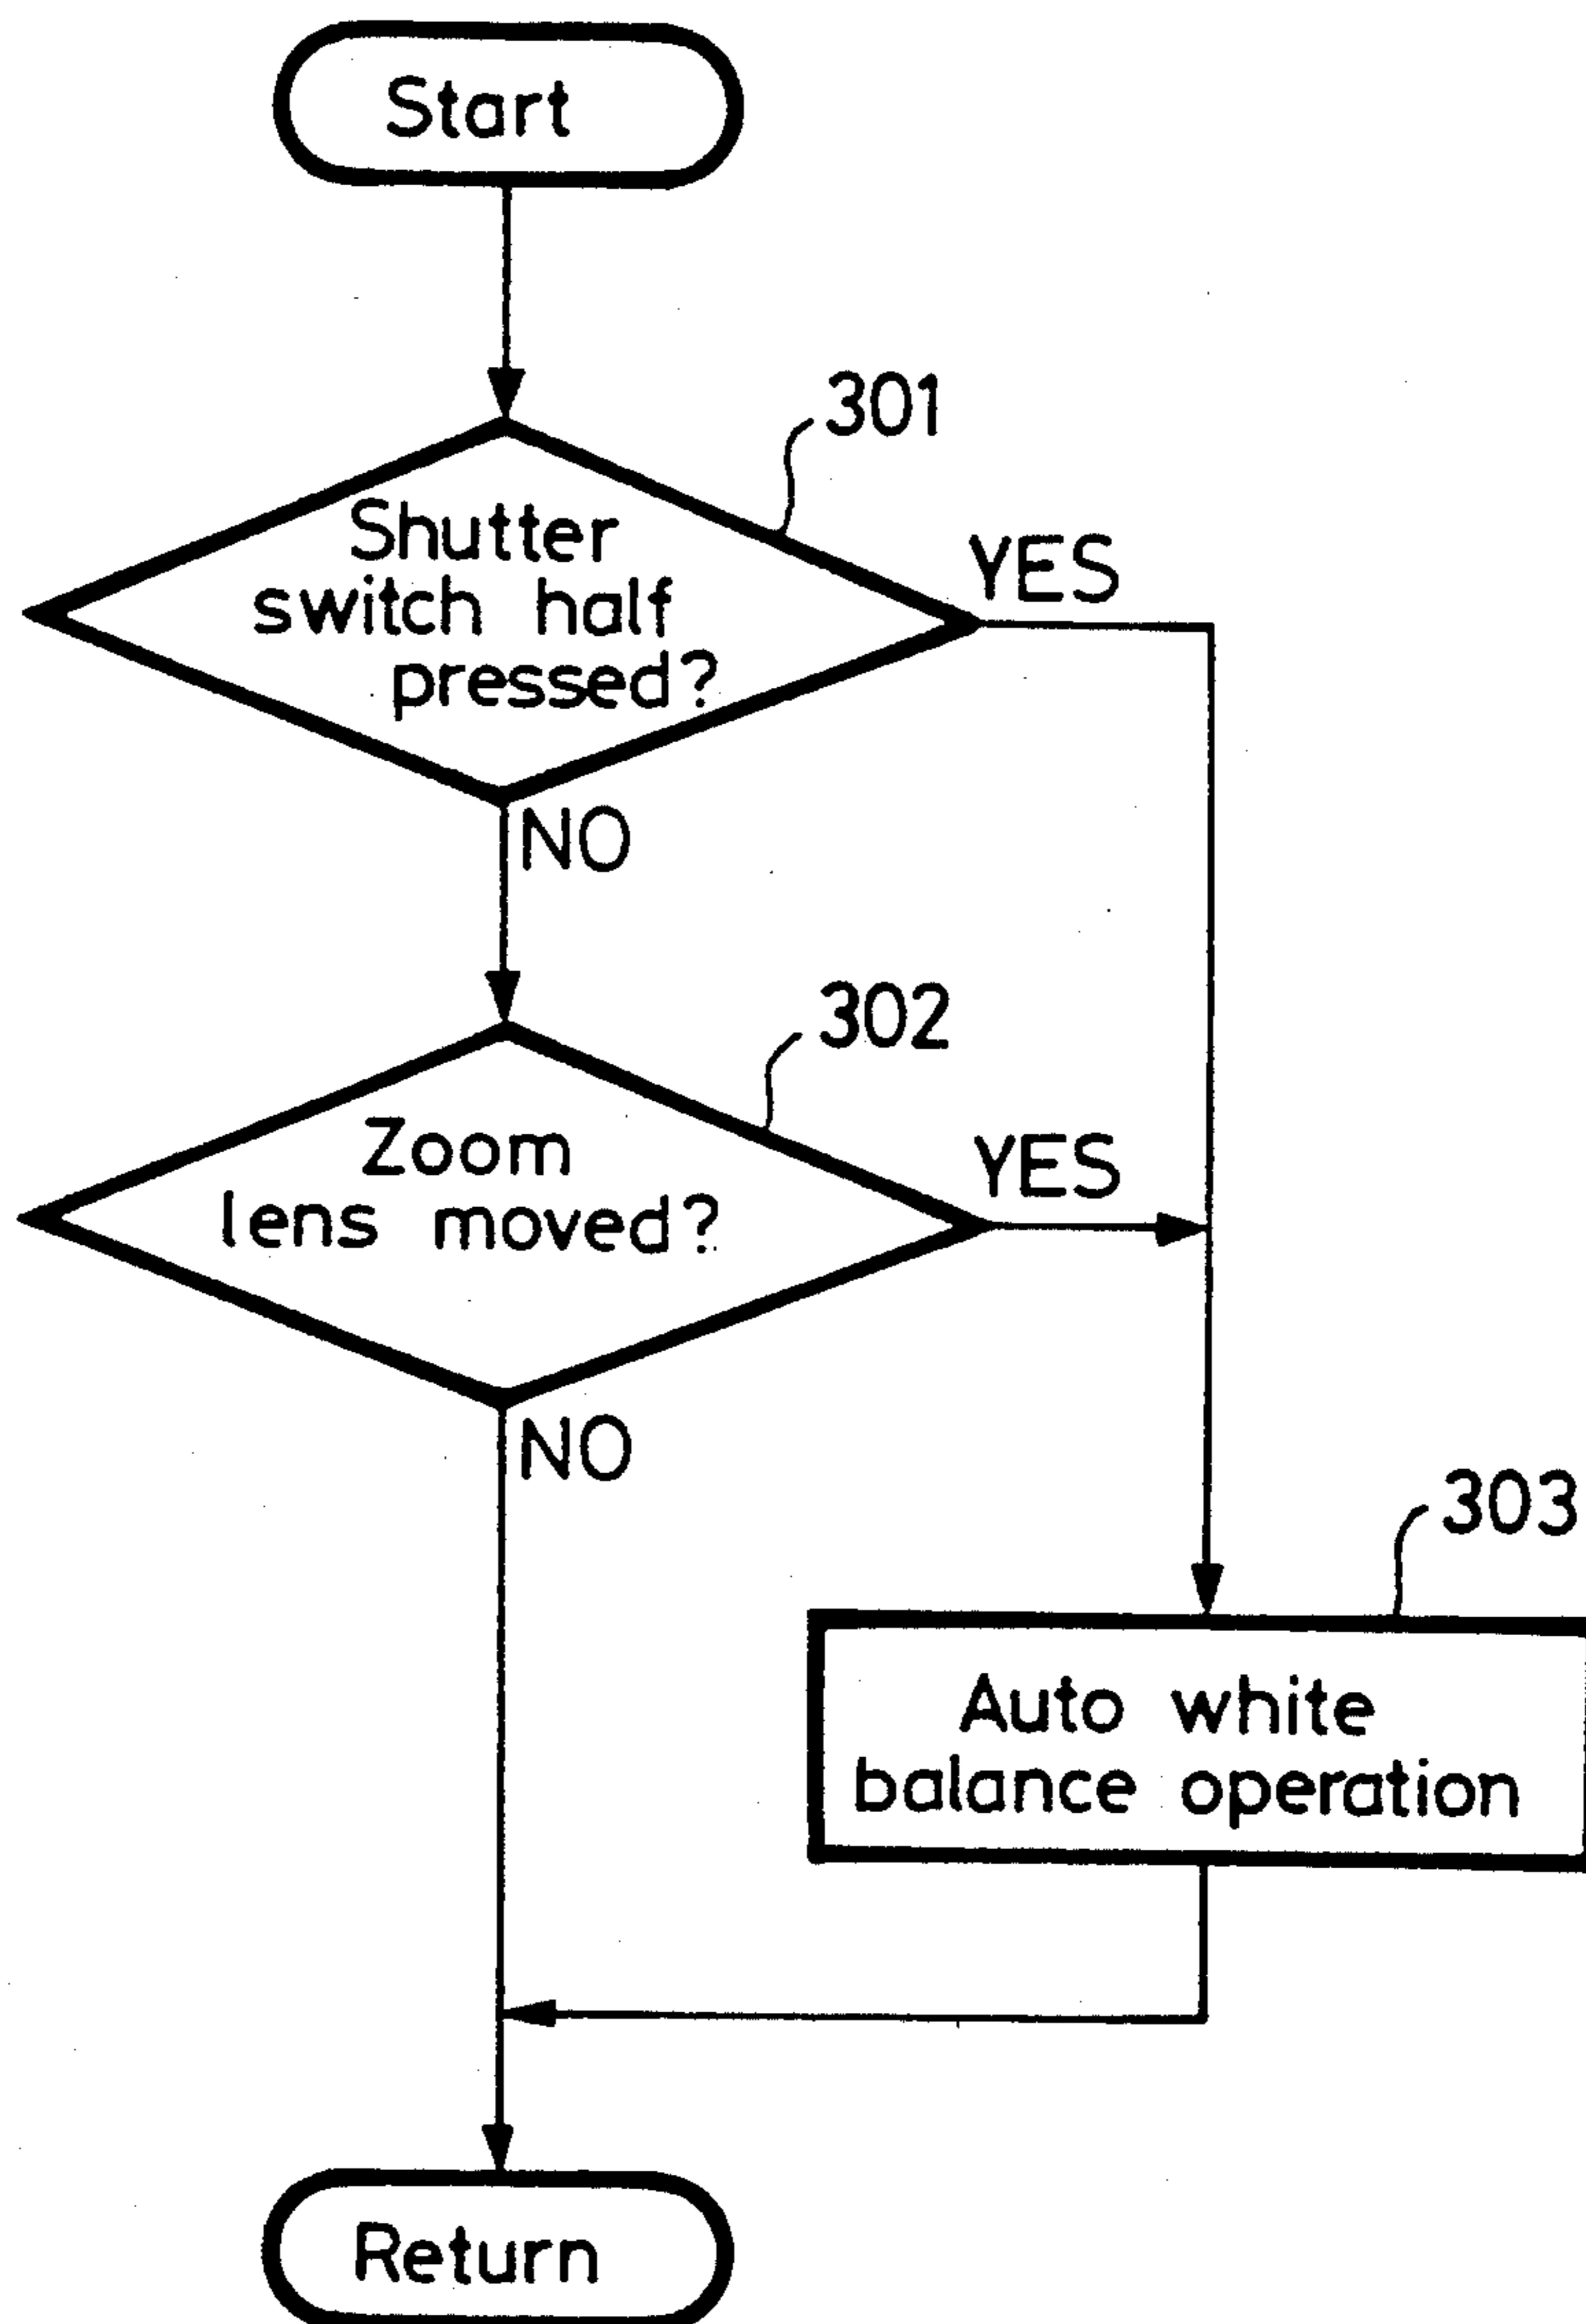 Start
301
Shutter
switch half
pressed?
YES
NO
302
Zoom
lens moved?
YES
NO
303
Auto white
balance operation
Return